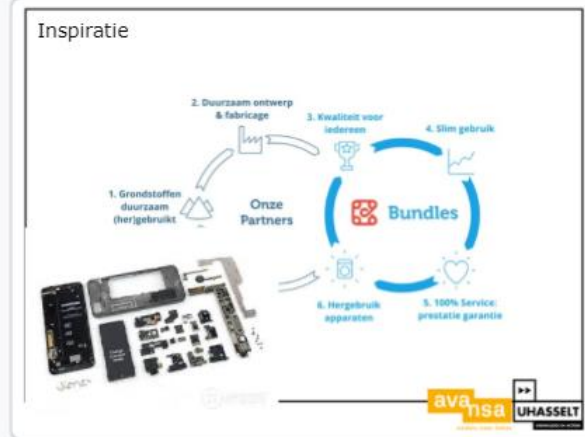 Inspiratie
2. Duurzaam ontwerp
& fabricage
3. Kwaliteit voor
iedereen
4. Slim gebruik
1. Grondstoffen
duurzaam
(her)gebruikt
Onze
Partners
Bundles
6. Hergebruik
apparaten
5. 100% Service:
prestatie garantie
avansa
UHASSELT